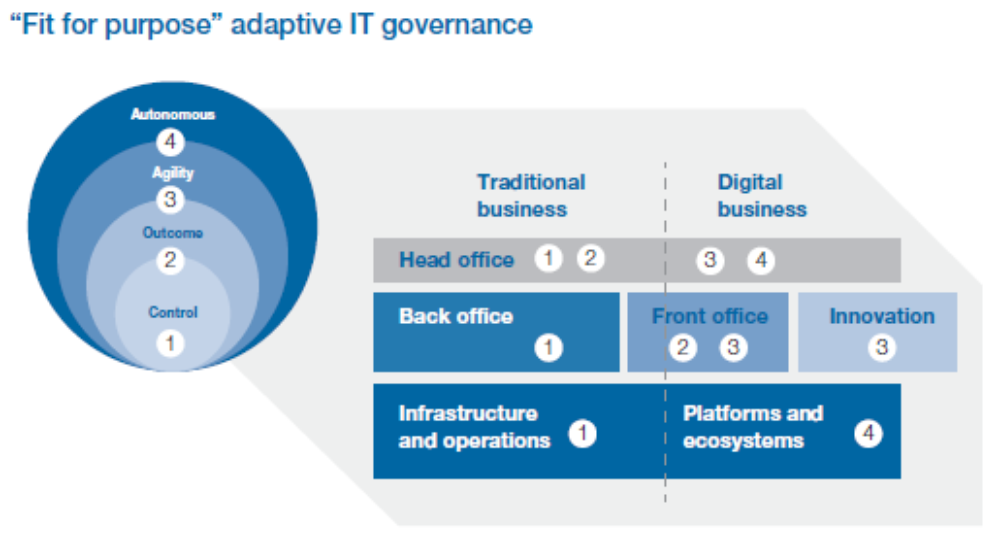 “Fit for purpose” adaptive IT governance
Autonomous
4
Agility
3
Outcome
2
Control
1
Traditional
business
Digital
business
Head office 1 2 3 4
Back office
1
Front office
2 3
Innovation
3
Infrastructure
and operations 1
Platforms and
ecosystems 4